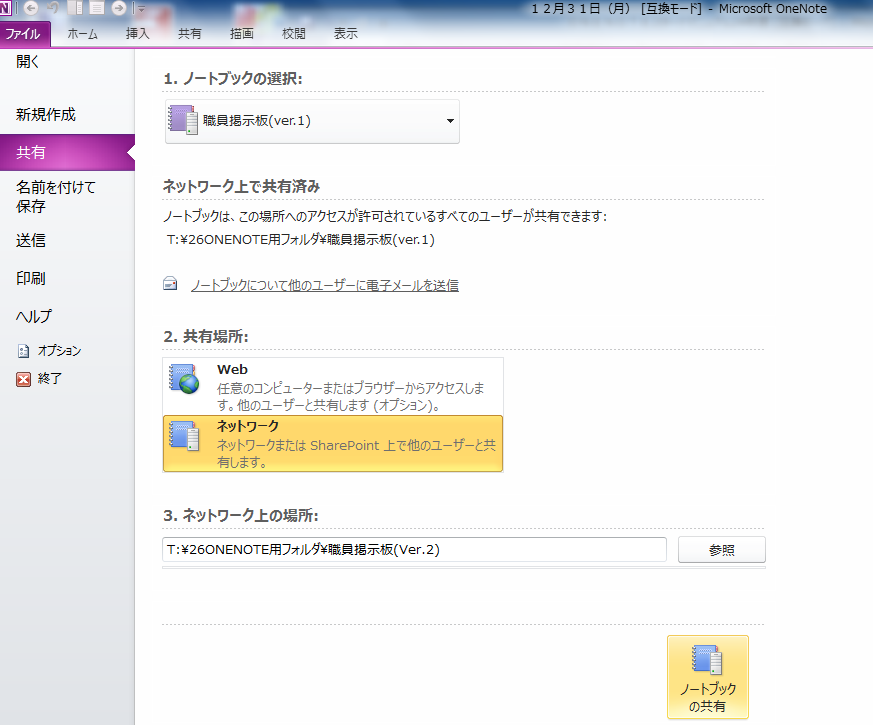 N
12月31日（月） [互換モード] - Microsoft OneNote
ファイル ホーム 挿入 共有 描画 校閲 表示
開く
新規作成
共有
名前を付けて
保存
送信
印刷
ヘルプ
オプション
終了
1. ノートブックの選択:
職員掲示板(ver.1)
ネットワーク上で共有済み
ノートブックは、この場所へのアクセスが許可されているすべてのユーザーが共有できます:
T:¥26ONENOTE用フォルダ¥職員掲示板(ver.1)
ノートブックについて他のユーザーに電子メールを送信
2. 共有場所:
Web
任意のコンピューターまたはブラウザーからアクセスしま
す。他のユーザーと共有します (オプション)。
ネットワーク
ネットワークまたは SharePoint 上で他のユーザーと共
有します。
3. ネットワーク上の場所:
T:¥26ONENOTE用フォルダ¥職員掲示板(Ver.2)
参照
ノートブック
の共有